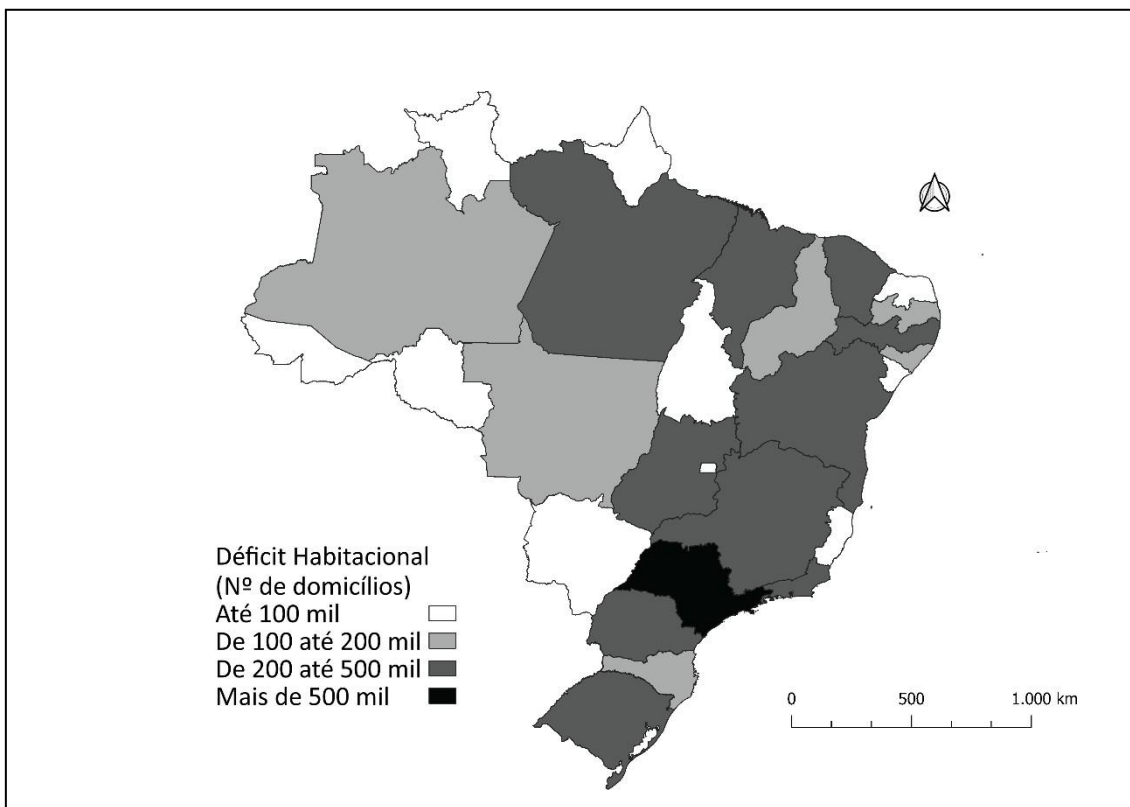 Déficit Habitacional
(Nº de domicílios)
Até 100 mil
De 100 até 200 mil
De 200 até 500 mil
Mais de 500 mil
0 500 1.000 km